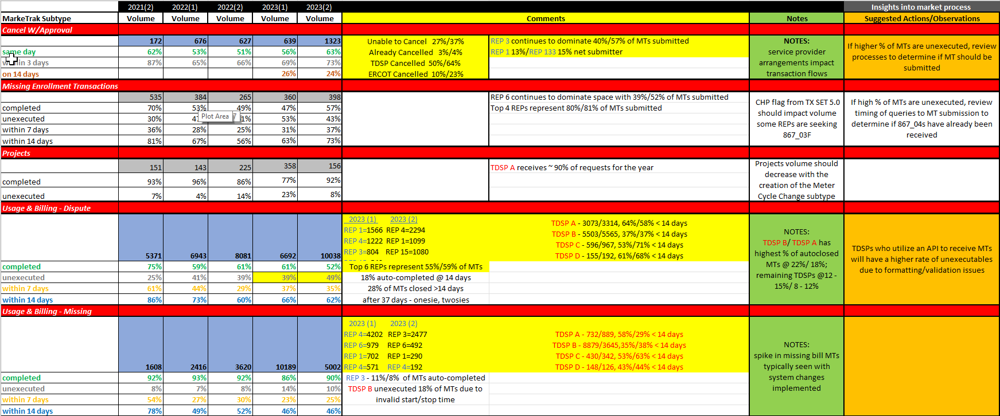 2021(2) 2022(1) 2022(2) 2023(1) 2023(2) Insights into market process
MarkeTrak Subtype Volume Volume Volume Volume Volume Comments Notes Suggested Actions/Observations
Cancel W/Approval
172 676 627 639 1323
same day 62% 53% 51% 56% 63%
3 days 87% 65% 66% 69% 73%
on 14 days 26% 24%
Unable to Cancel 27%/37%
Already Cancelled 3%/4%
TDSP Cancelled 50%/64%
ERCOT Cancelled 10%/23%
REP 3 continues to dominate 40%/57% of MTs submitted
REP 1 13%/REP 133 15% net submitter
NOTES:
service provider
arrangements impact
transaction flows
If higher % of MTs are unexecuted, review
processes to determine if MT should be
submitted
Missing Enrollment Transactions
535 384 265 360 398
completed 70% 53% 49% 47% 57%
unexecuted 30% 53% 43%
Plot Area
within 7 days 36% 28% 25% 31% 37%
within 14 days 81% 67% 56% 63% 73%
REP 6 continues to dominate space with 39%/52% of MTs submitted
Top 4 REPs represent 80%/81% of MTs submitted
CHP flag from TX SET 5.0
should impact volume
some REPs are seeking
867_03F
If high % of MTs are unexecuted, review
timing of queries to MT submission to
determine if 867_04s have already been
received
Projects
151 143 225 358 156
completed 93% 96% 86% 77% 92%
unexecuted 7% 4% 14% 23% 8%
TDSP A receives ~ 90% of requests for the year
Projects volume should
decrease with the
creation of the Meter
Cycle Change subtype
Usage & Billing - Dispute
5371 6943 8081 6692 10038
completed 75% 59% 61% 61% 52%
unexecuted 25% 41% 39% 39% 49%
within 7 days 61% 44% 29% 37% 35%
within 14 days 86% 73% 60% 66% 62%
2023 (1) 2023 (2)
REP 1=1566 REP 4=2294
REP 4=1222 REP 1=1099
REP 3=804 REP 15=1080
Top 6 REPs represent 55%/59% of MTs
18% auto-completed @ 14 days
28% of MTs closed >14 days
after 37 days - onesie, twosies
TDSP A - 3073/3314, 64%/58% < 14 days
TDSP B - 5503/5565, 37%/37% < 14 days
TDSP C - 596/967, 53%/71% < 14 days
TDSP D - 155/192, 61%/68% < 14 days
NOTES:
TDSP B/ TDSP A has
highest % of autoclosed
MTs @ 22%/ 18%;
remaining TDSPs @12 -
15%/ 8 - 12%
TDSPs who utilize an API to receive MTs
will have a higher rate of unexecutables
due to formatting/validation issues
Usage & Billing - Missing
1608 2416 3620 10189 5002
completed 92% 93% 92% 86% 90%
unexecuted 8% 7% 8% 14% 10%
within 7 days 54% 27% 30% 23% 25%
within 14 days 78% 49% 52% 46% 46%
2023 (1) 2023 (2)
REP 4=4202 REP 3=2477
REP 6=979 REP 6=492
REP 1=702 REP 1=290
REP 4=571 REP 4=192
REP 3 - 11%/8% of MTs auto-completed
TDSP B unexecuted 18% of MTs due to
invalid start/stop time
TDSP A - 732/889, 58%/29% < 14 days
TDSP B - 8879/3645,35%/38% < 14 days
TDSP C - 430/342, 53%/63% < 14 days
TDSP D - 148/126, 43%/44% < 14 days
NOTES:
spike in missing bill MTs
typically seen with
system changes
implemented